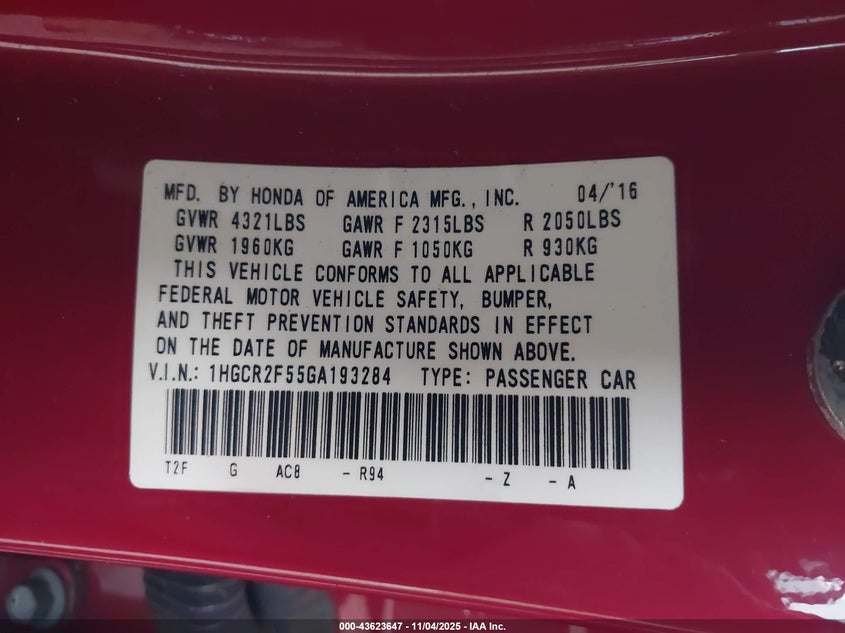 MFD. BY HONDA OF AMERICA MFG., INC. 04/'16
GVWR 4321LBS GAWR F 2315LBS R 2050LBS
GVWR 1960KG GAWR F 1050KG R 930KG
THIS VEHICLE CONFORMS TO ALL APPLICABLE
FEDERAL MOTOR VEHICLE SAFETY, BUMPER,
AND THEFT PREVENTION STANDARDS IN EFFECT
ON THE DATE OF MANUFACTURE SHOWN ABOVE.
V.I.N.: 1HGCR2F55GA193284 TYPE: PASSENGER CAR
T2F G AC8 - R94 - Z - A
000-43623647 - 11/04/2025 - IAA Inc.